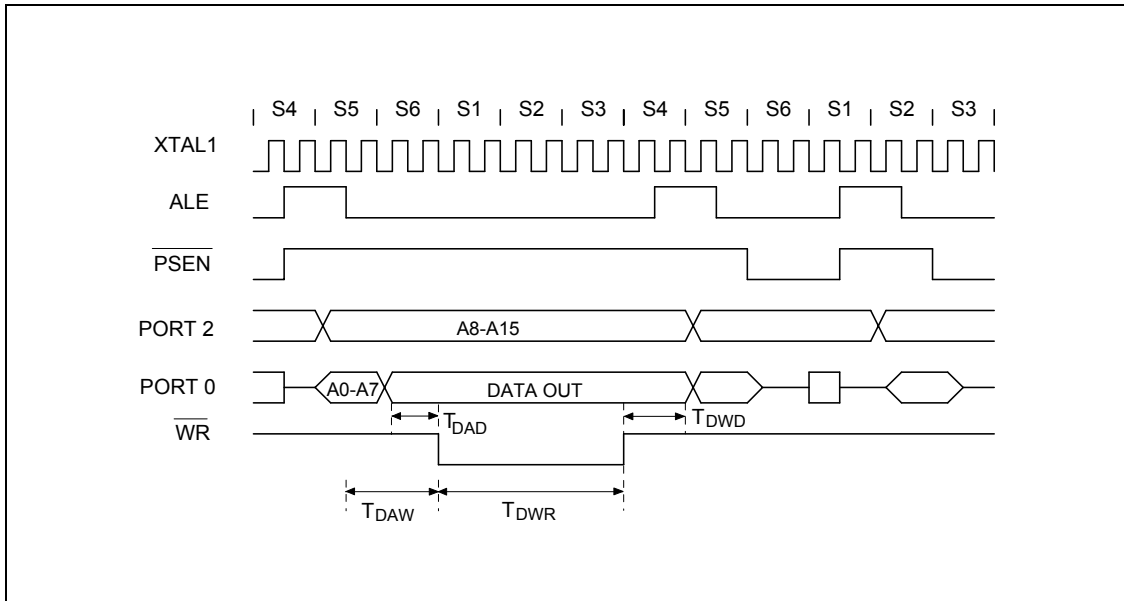 | S4 | S5 | S6 | S1 | S2 | S3 | S4 | S5 | S6 | S1 | S2 | S3 |
XTAL1
ALE
PSEN
PORT 2 A8-A15
PORT 0 A0-A7 DATA OUT
TDAD TDWD
WR
TDAW TDWR